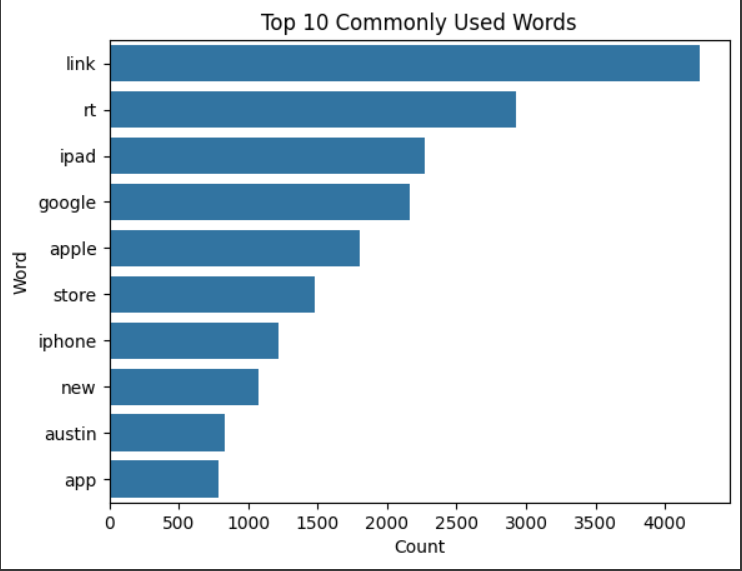 Top 10 Commonly Used Words
link
rt
ipad
google
apple
store
iphone
new
austin
app
Word
0 500 1000 1500 2000 2500 3000 3500 4000
Count